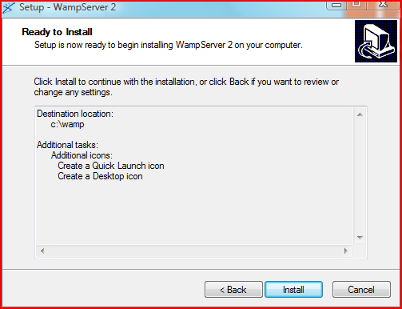 Setup - WampServer 2
Ready to Install
Setup is now ready to begin installing WampServer 2 on your computer.
Click Install to continue with the installation, or click Back if you want to review or
change any settings.
Destination location:
c:\wamp
Additional tasks:
Additional icons:
Create a Quick Launch icon
Create a Desktop icon
< Back
Install
Cancel